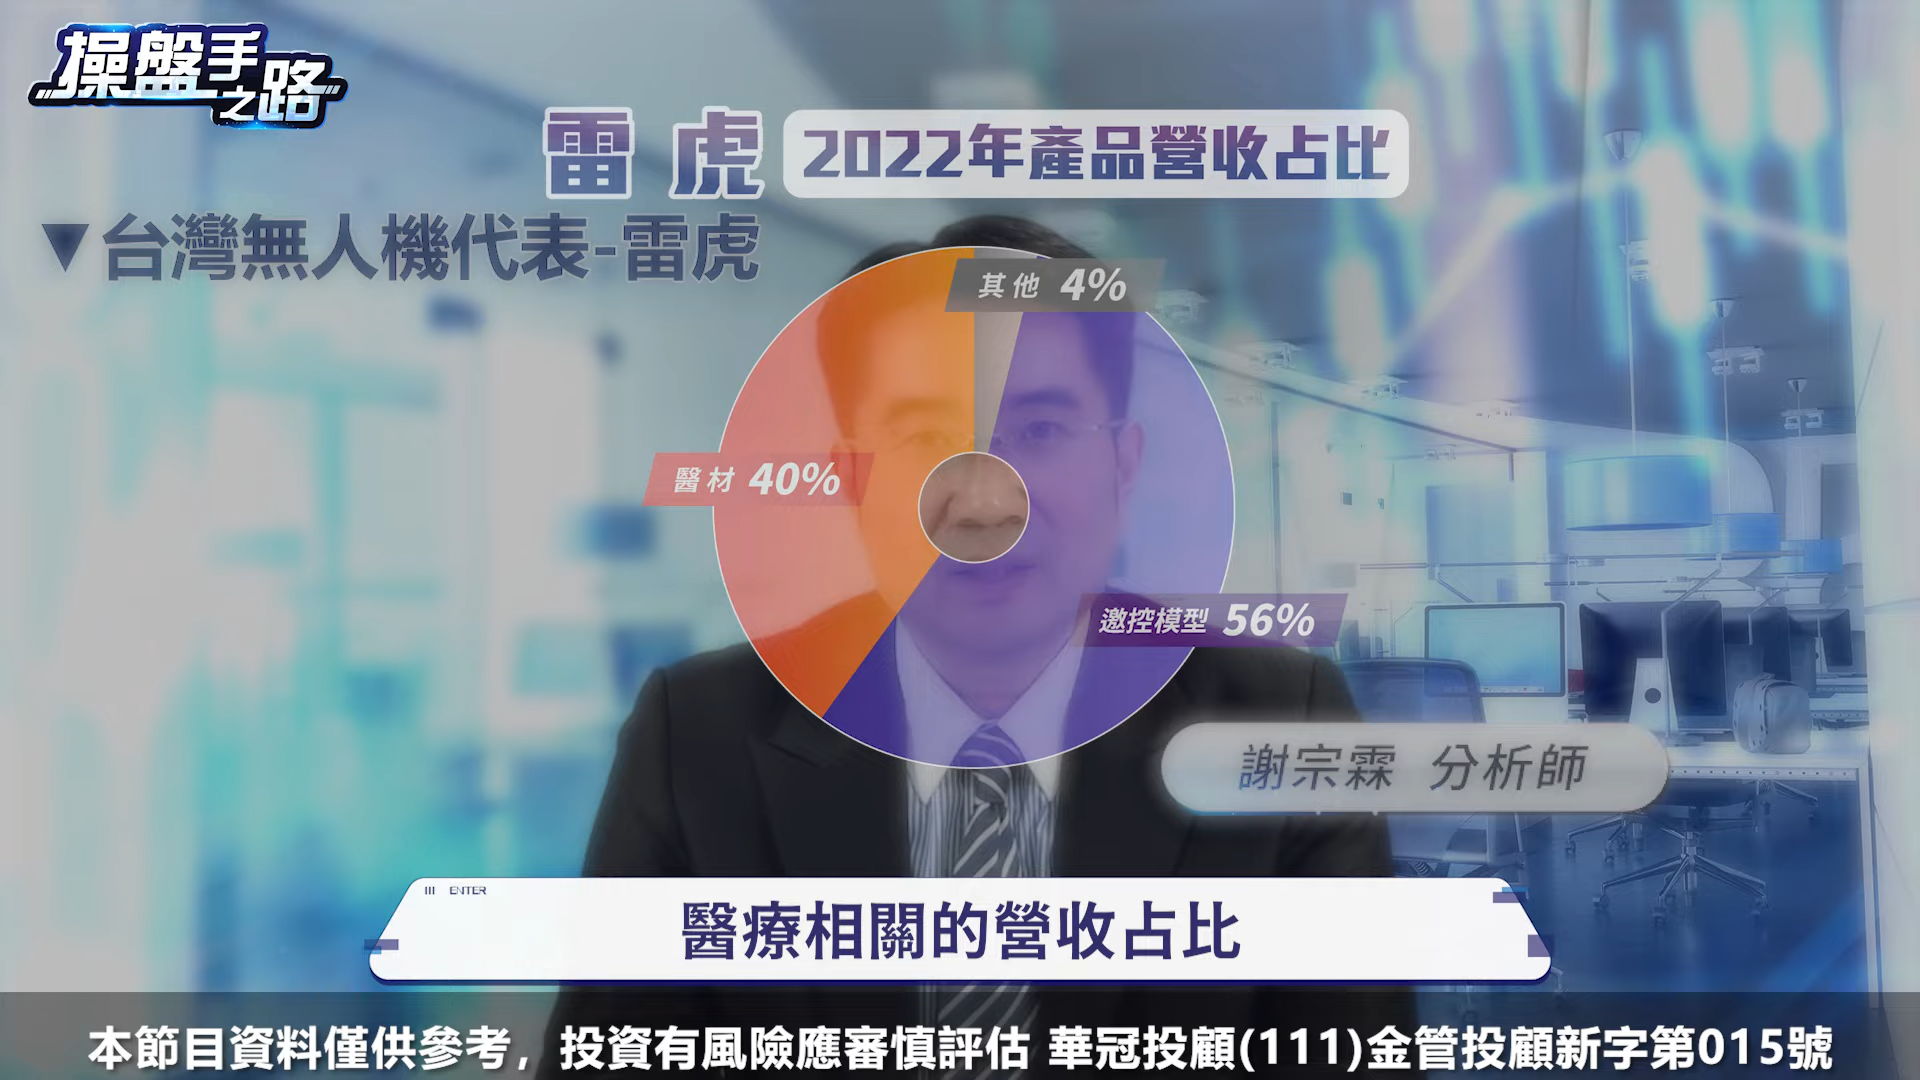 操盤手之路
雷虎 2022年產品營收占比
▼台灣無人機代表-雷虎
其他 4%
醫材 40%
遨控模型 56%
謝宗霖 分析師
III ENTER
醫療相關的營收占比
本節目資料僅供參考，投資有風險應審慎評估 華冠投顧(111)金管投顧新字第015號